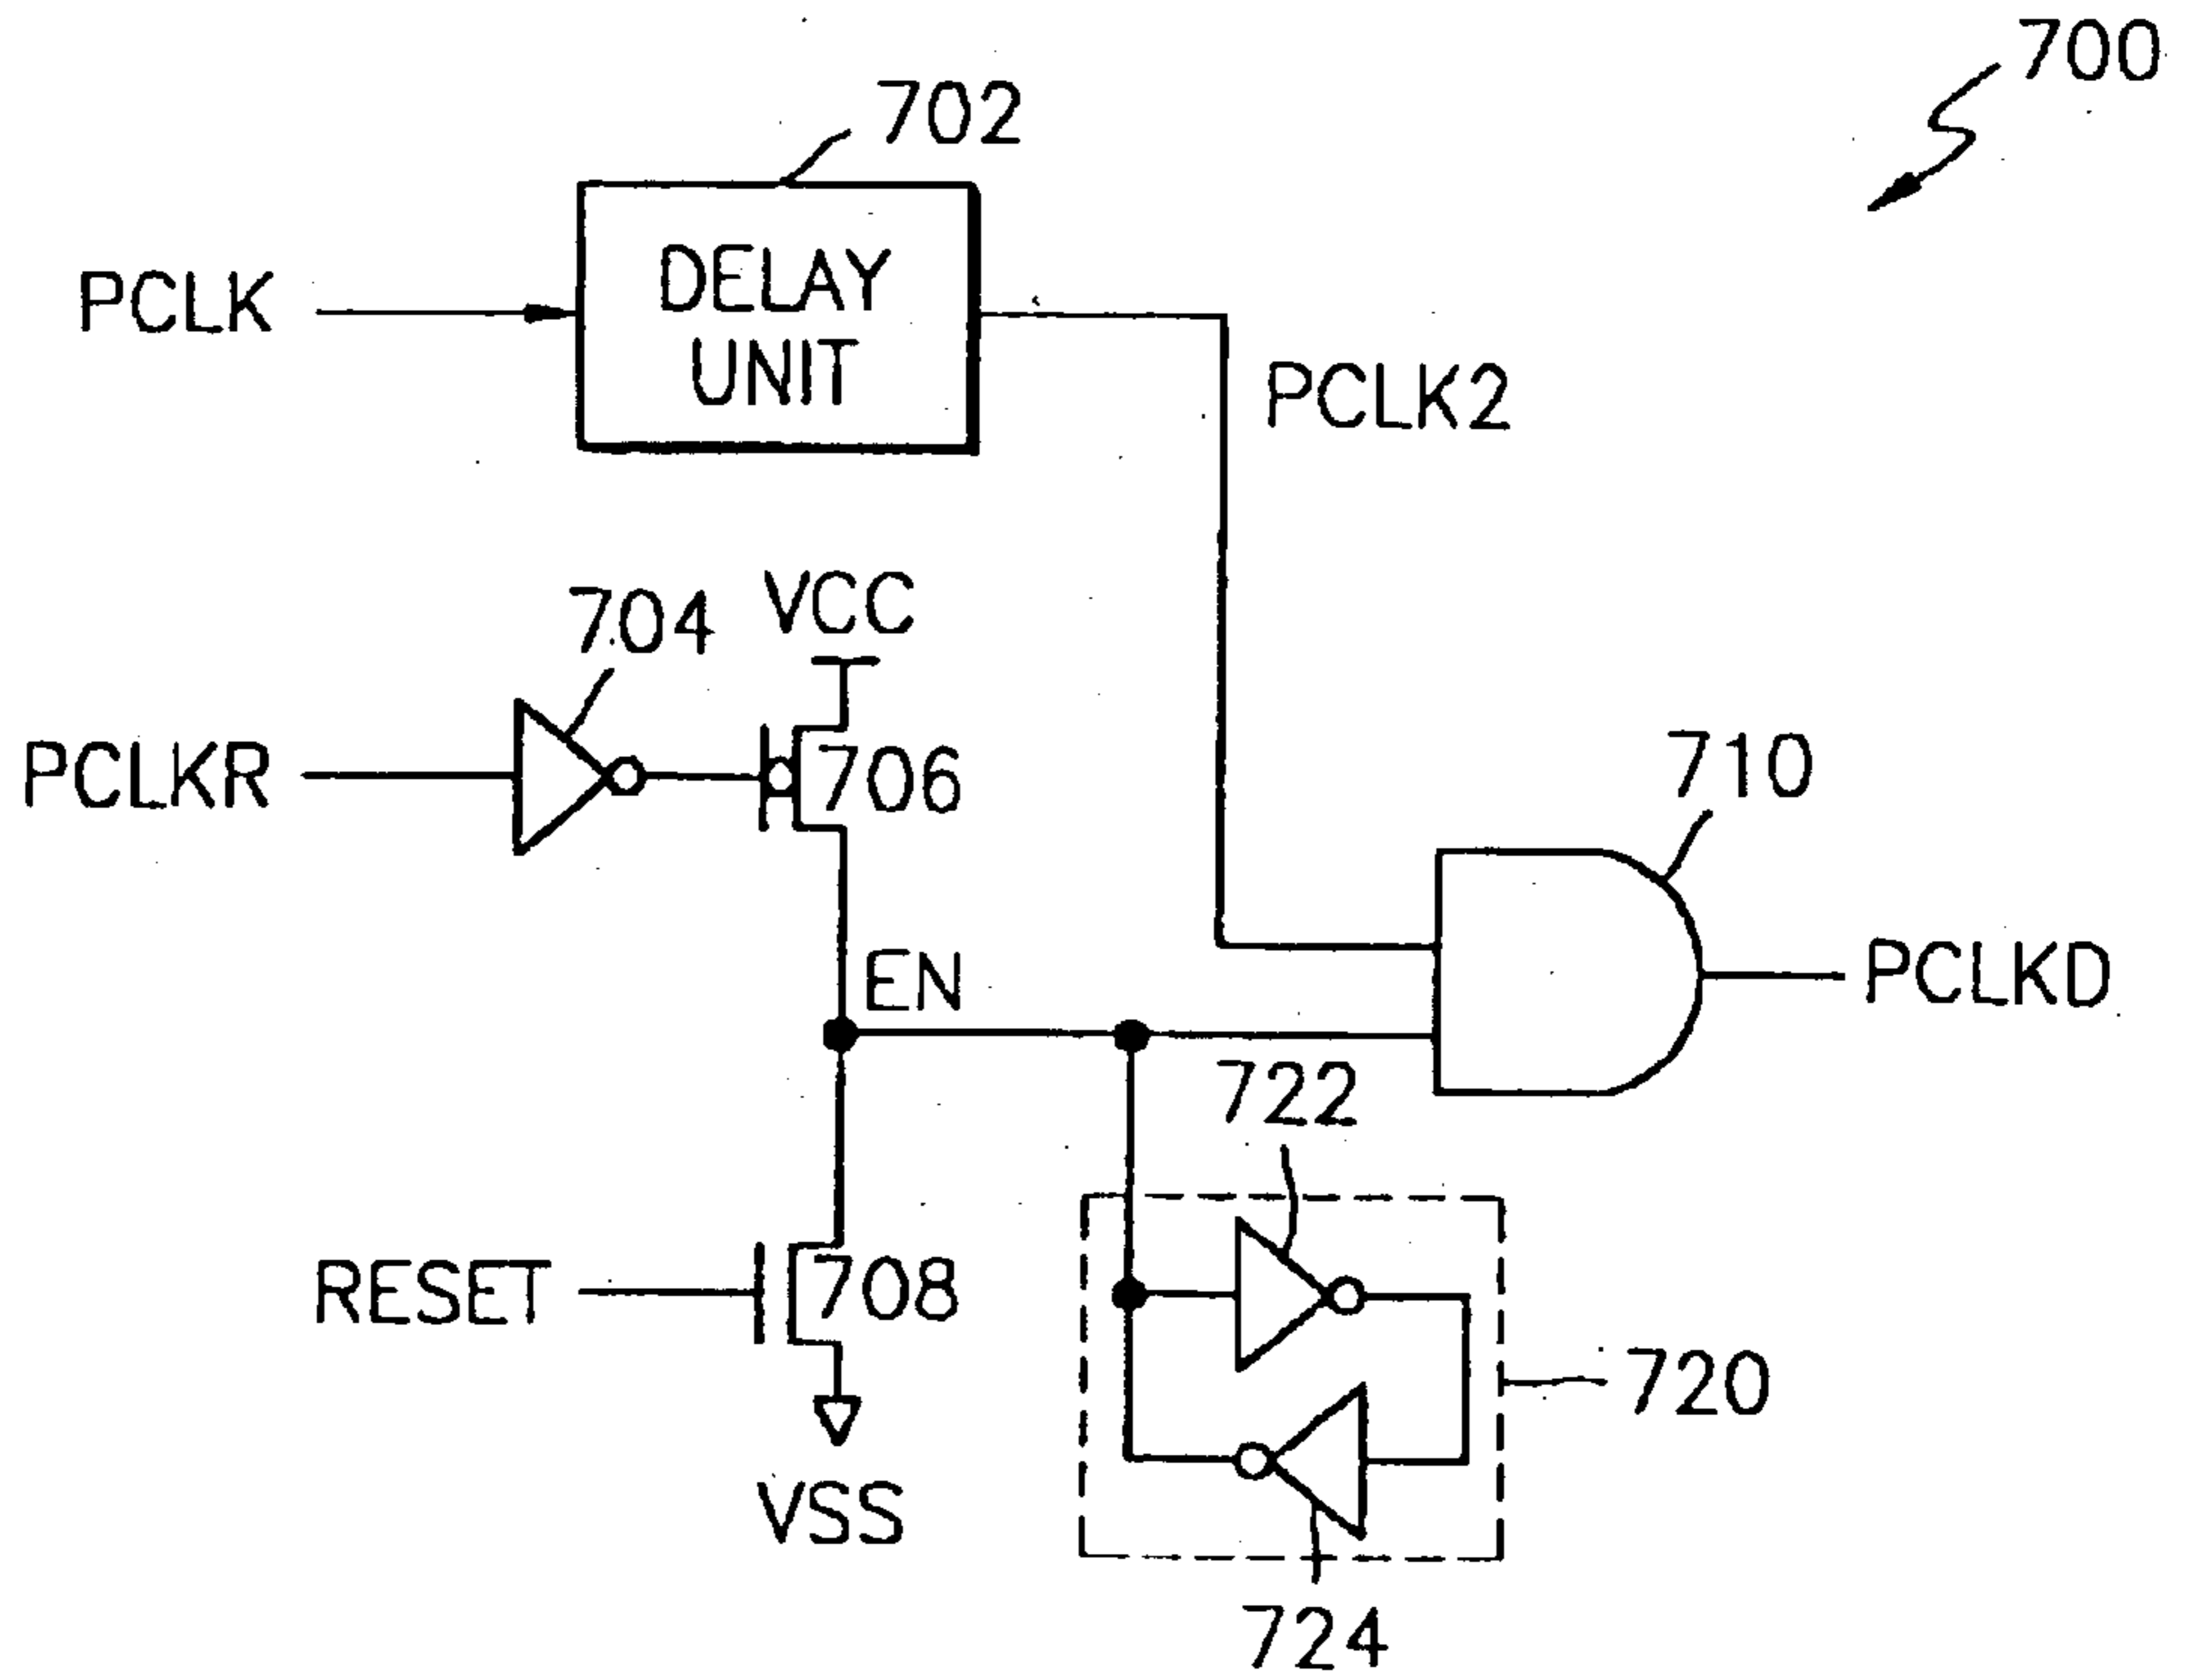 700
702
PCLK
DELAY
UNIT
PCLK2
704
VCC
PCLKR
706
710
EN
PCLKD
722
RESET
708
720
VSS
724